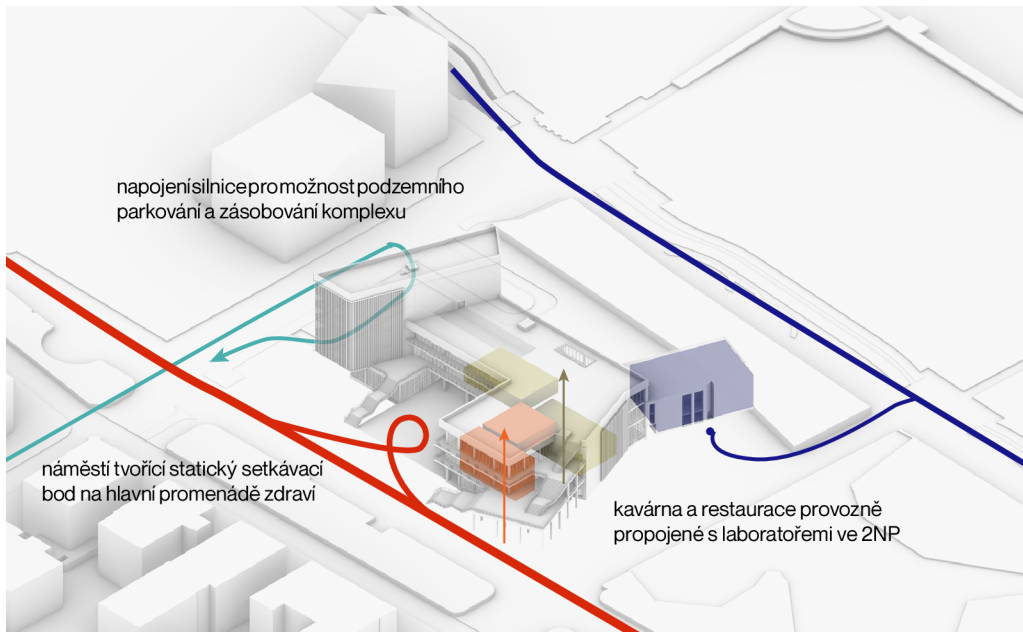 napojení silnice pro možnost podzemního
parkování a zásobování komplexu
náměstí tvořící statický setkávací
bod na hlavní promenádě zdraví
kavárna a restaurace provozně
propojené s laboratořemi ve 2NP